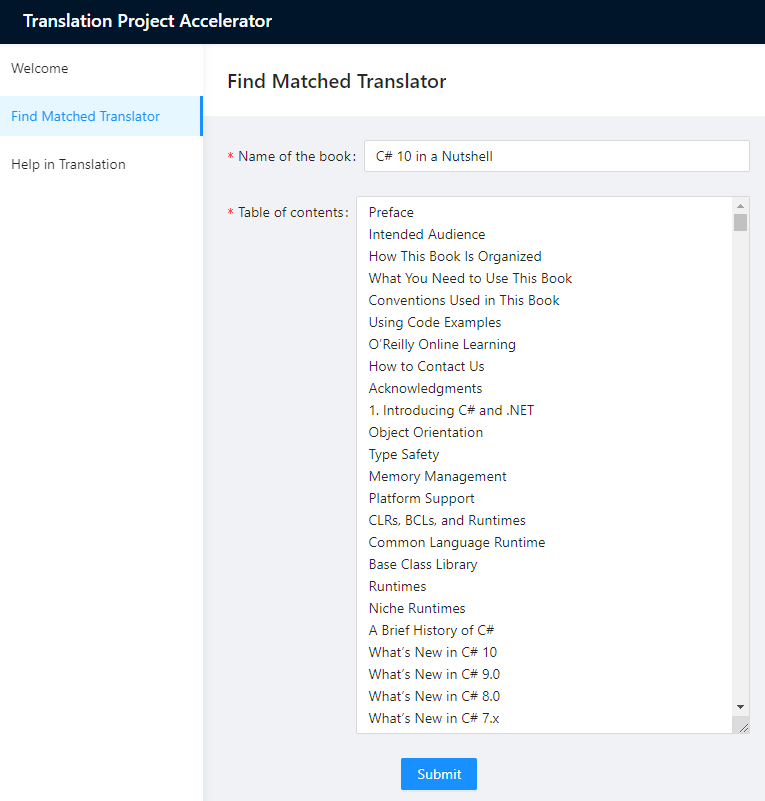 Translation Project Accelerator
Welcome
Find Matched Translator
Help in Translation
Find Matched Translator
* Name of the book: C# 10 in a Nutshell
* Table of contents: Preface
Intended Audience
How This Book Is Organized
What You Need to Use This Book
Conventions Used in This Book
Using Code Examples
O’Reilly Online Learning
How to Contact Us
Acknowledgments
1. Introducing C# and .NET
Object Orientation
Type Safety
Memory Management
Platform Support
CLRs, BCLs, and Runtimes
Common Language Runtime
Base Class Library
Runtimes
Niche Runtimes
A Brief History of C#
What’s New in C# 10
What’s New in C# 9.0
What’s New in C# 8.0
What’s New in C# 7.x
Submit